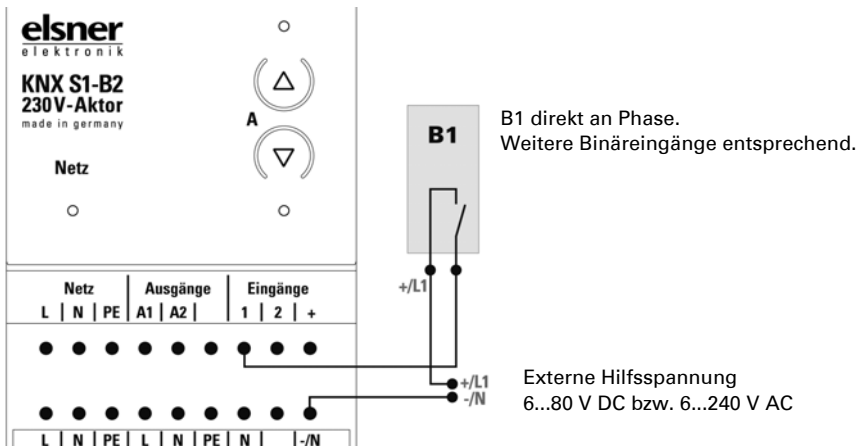 elsner
elektronik
KNX S1-B2
230V-Aktor
made in germany
Netz
A
B1
B1 direkt an Phase.
Weitere Binäreingänge entsprechend.
+/L1
Netz | Ausgänge | Eingänge
L | N | PE | A1 | A2 | | 1 | 2 | +
+/L1
-/N
Externe Hilfsspannung
6...80 V DC bzw. 6...240 V AC
L | N | PE | L | N | PE | N | | -/N